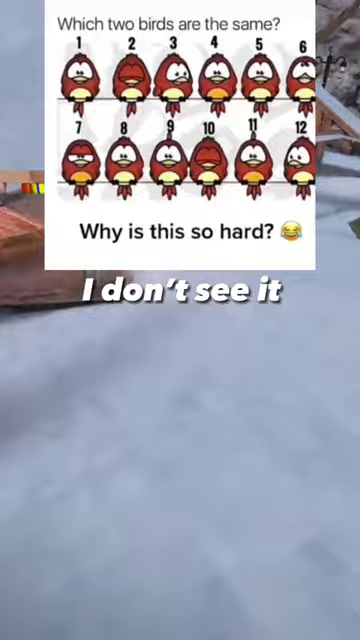 Which two birds are the same?
1 2 3 4 5 6
7 8 9 10 11 12
Why is this so hard? 😂
I don't see it